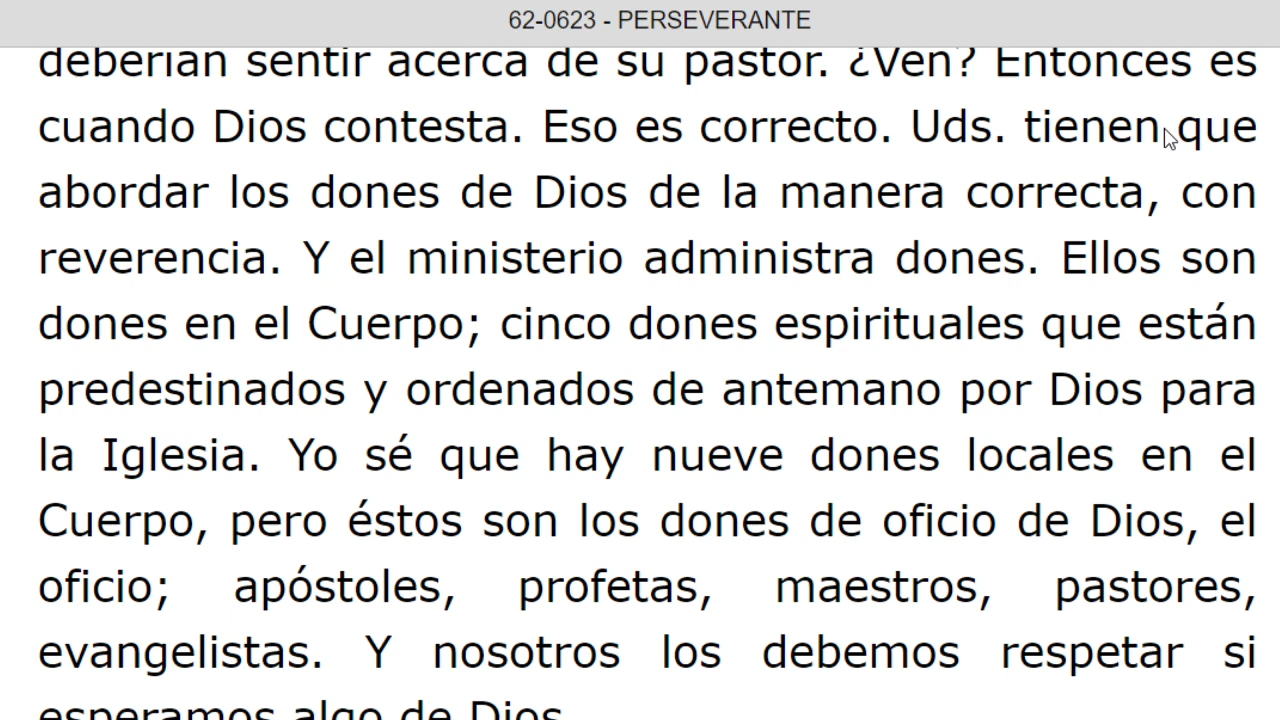 62-0623 - PERSEVERANTE
deberían sentir acerca de su pastor. ¿Ven? Entonces es
cuando Dios contesta. Eso es correcto. Uds. tienen que
abordar los dones de Dios de la manera correcta, con
reverencia. Y el ministerio administra dones. Ellos son
dones en el Cuerpo; cinco dones espirituales que están
predestinados y ordenados de antemano por Dios para
la Iglesia. Yo sé que hay nueve dones locales en el
Cuerpo, pero éstos son los dones de oficio de Dios, el
oficio; apóstoles, profetas, maestros, pastores,
evangelistas. Y nosotros los debemos respetar si
esperamos algo de Dios.